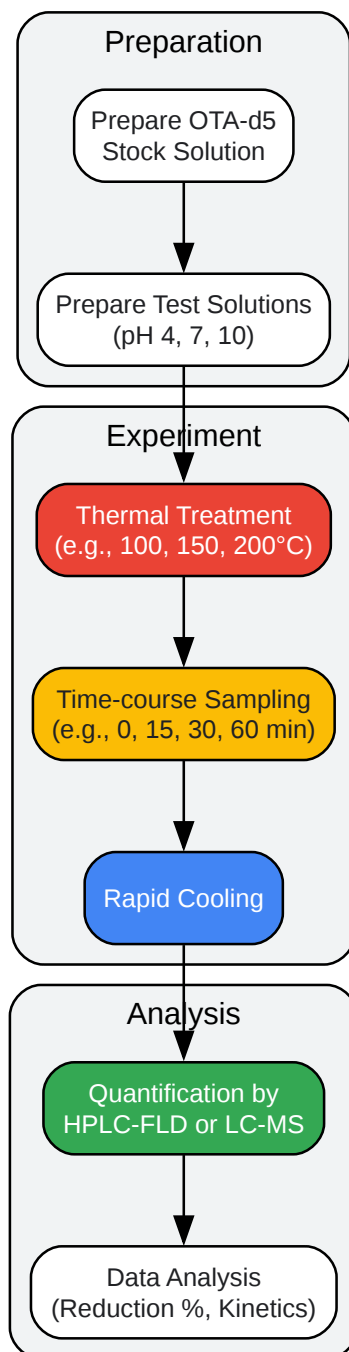 Preparation
Prepare OTA-d5
Stock Solution
Prepare Test Solutions
(pH 4, 7, 10)
Experiment
Thermal Treatment
(e.g., 100, 150, 200°C)
Time-course Sampling
(e.g., 0, 15, 30, 60 min)
Rapid Cooling
Analysis
Quantification by
HPLC-FLD or LC-MS
Data Analysis
(Reduction %, Kinetics)